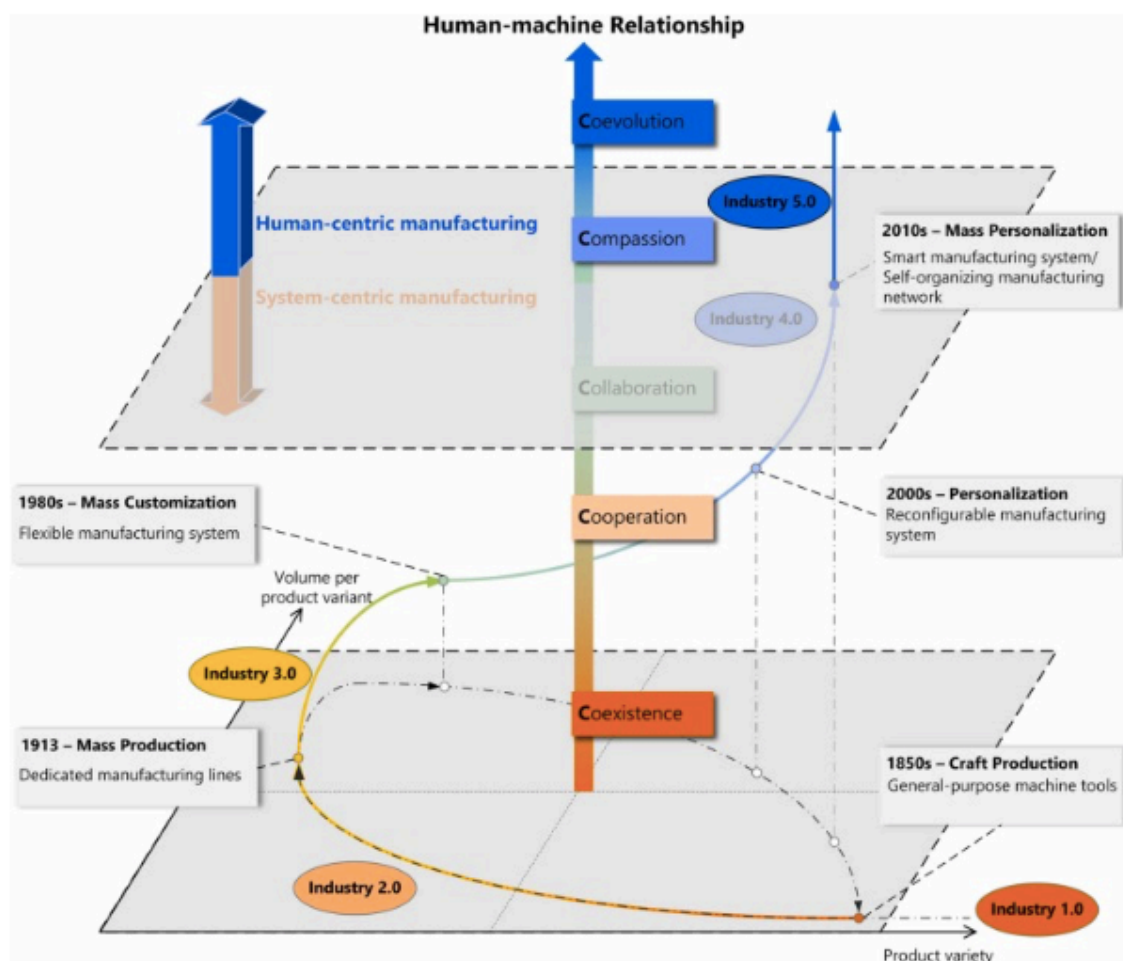 Human-machine Relationship
Coevolution
Industry 5.0
Human-centric manufacturing
Compassion
2010s – Mass Personalization
Smart manufacturing system/
Self-organizing manufacturing
network
System-centric manufacturing
Industry 4.0
Collaboration
1980s – Mass Customization
Flexible manufacturing system
Cooperation
2000s – Personalization
Reconfigurable manufacturing
system
Volume per
product variant
Industry 3.0
Coexistence
1913 – Mass Production
Dedicated manufacturing lines
1850s – Craft Production
General-purpose machine tools
Industry 2.0
Industry 1.0
Product variety